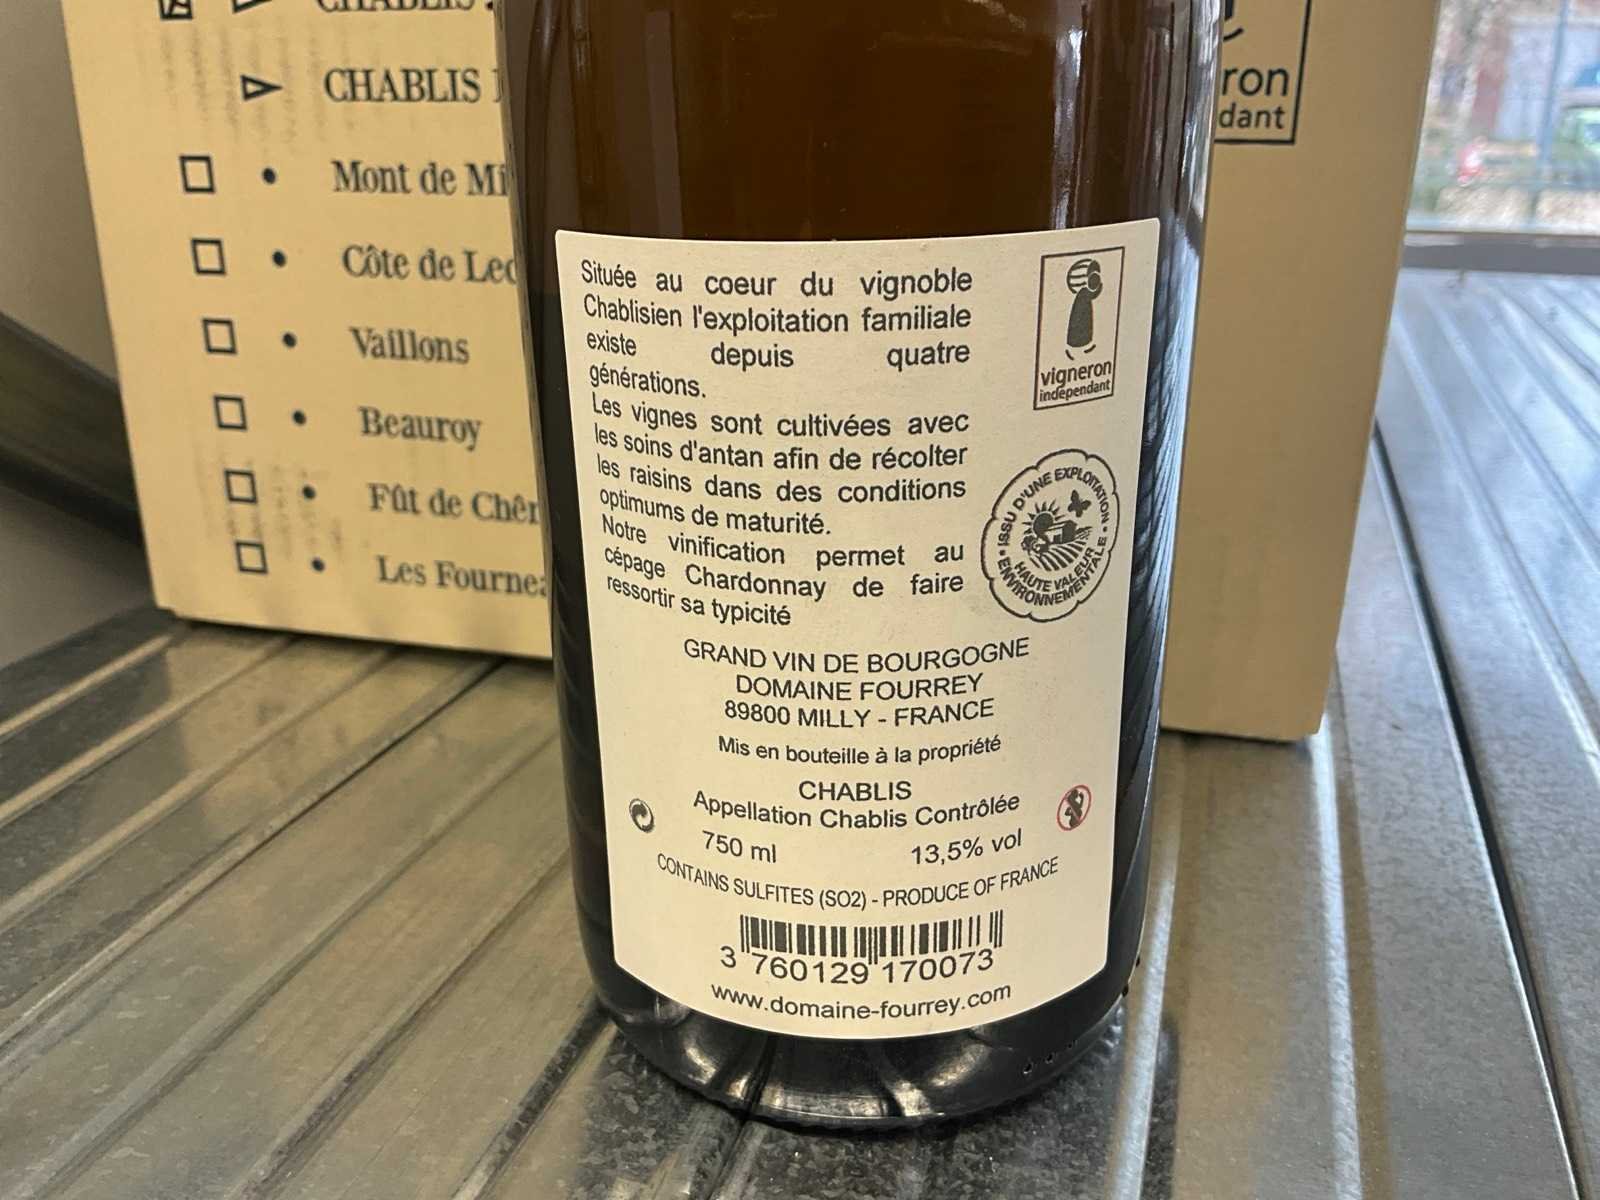 CHABLIS
CHABLIS
Mont de
Côte de
Vaillons
Beauroy
Fût de
Les
ron
dant
Située au coeur du vignoble
Chablisien l'exploitation familiale
existe depuis quatre
générations.
Les vignes sont cultivées avec
les soins d'antan afin de récolter
les raisins dans des conditions
optimums de maturité.
Notre vinification permet au
cépage Chardonnay de faire
ressortir sa typicité
vigneron
indépendant
ISSU D'UNE EXPLOITATION
HAUTE VALEUR
ENVIRONNEMENTALE
GRAND VIN DE BOURGOGNE
DOMAINE FOURREY
89800 MILLY - FRANCE
Mis en bouteille à la propriété
CHABLIS
Appellation Chablis Contrôlée
750 ml 13,5% vol
CONTAINS SULFITES (SO2) - PRODUCE OF FRANCE
3 760129 170073
www.domaine-fourrey.com